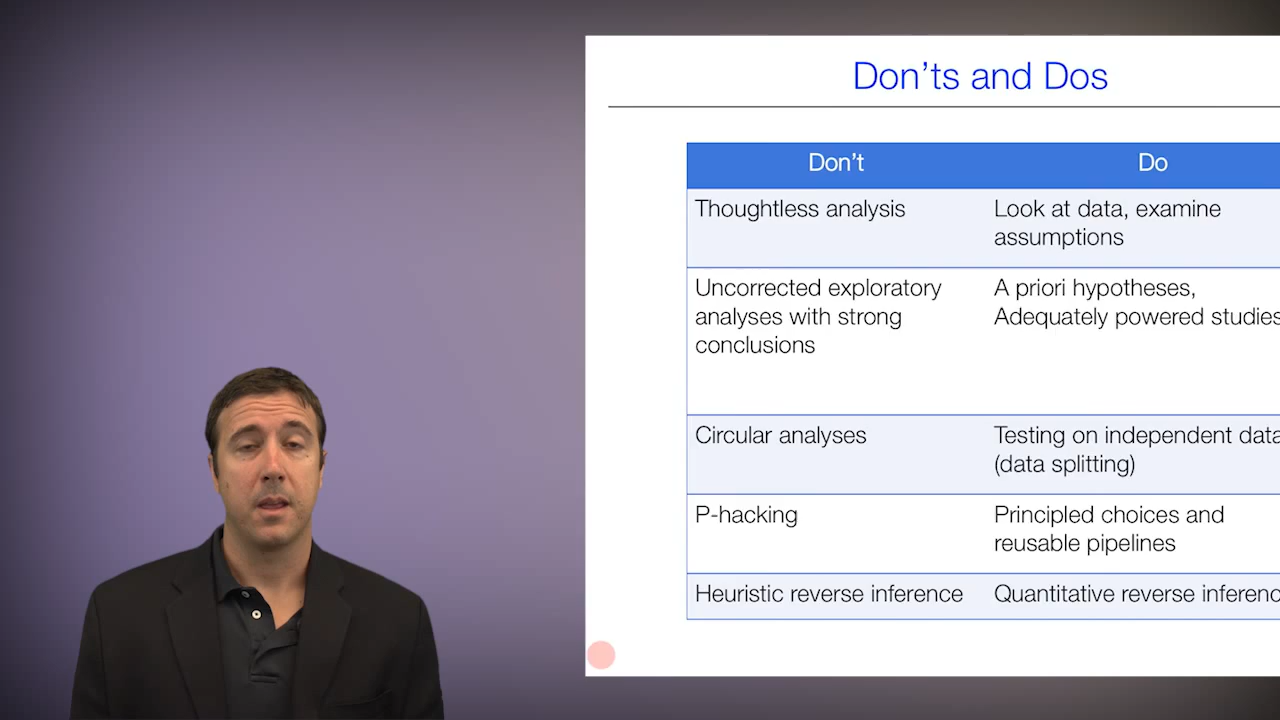 Don’ts and Dos
Don’t
Do
Thoughtless analysis
Look at data, examine
assumptions
Uncorrected exploratory
analyses with strong
conclusions
A priori hypotheses,
Adequately powered studies
Circular analyses
Testing on independent data
(data splitting)
P-hacking
Principled choices and
reusable pipelines
Heuristic reverse inference
Quantitative reverse